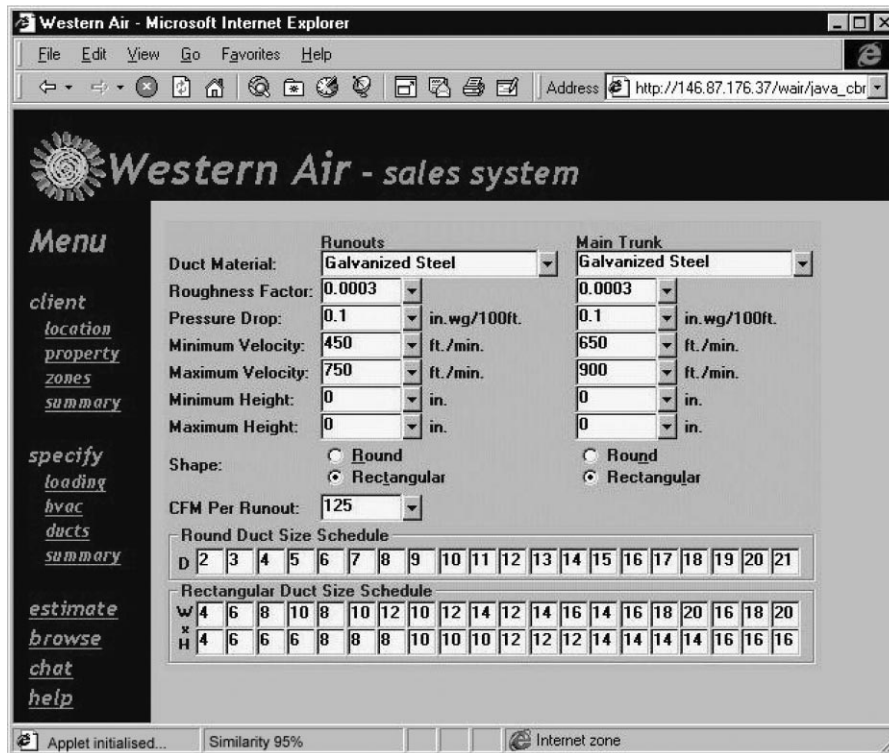 Western Air - Microsoft Internet Explorer
File Edit View Go Favorites Help
Address http://146.87.176.37/wair/java_cbr
Western Air - sales system
Menu
client
location
property
zones
summary
specify
loading
hvac
ducts
summary
estimate
browse
chat
help
Runouts Main Trunk
Duct Material: Galvanized Steel Galvanized Steel
Roughness Factor: 0.0003 0.0003
Pressure Drop: 0.1 in.wg/100ft. 0.1 in.wg/100ft.
Minimum Velocity: 450 ft./min. 650 ft./min.
Maximum Velocity: 750 ft./min. 900 ft./min.
Minimum Height: 0 in. 0 in.
Maximum Height: 0 in. 0 in.
Shape: Round Round
Rectangular Rectangular
CFM Per Runout: 125
Round Duct Size Schedule
D 2 3 4 5 6 7 8 9 10 11 12 13 14 15 16 17 18 19 20 21
Rectangular Duct Size Schedule
W 4 6 8 10 8 10 12 10 12 14 12 14 16 14 16 18 20 16 18 20
x
H 4 6 6 6 8 8 8 10 10 10 12 12 12 14 14 14 14 16 16 16
Applet initialised... Similarity 95% Internet zone